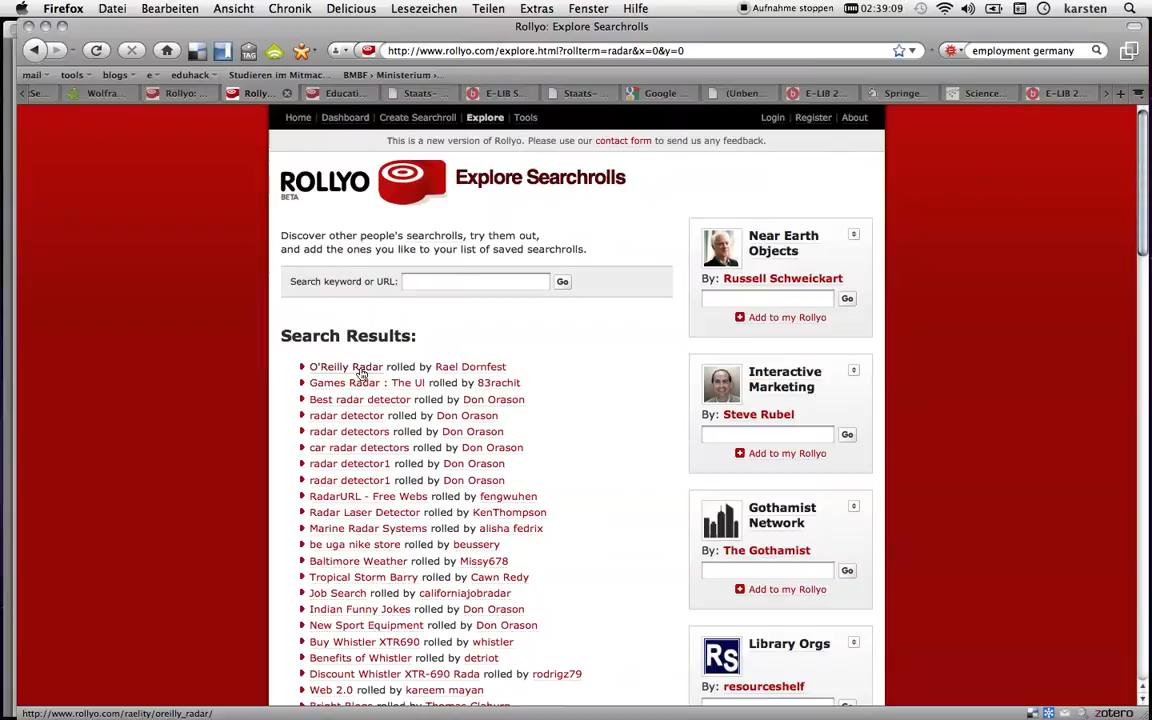 Firefox Datei Bearbeiten Ansicht Chronik Delicious Lesezeichen Teilen Extras Fenster Hilfe Aufnahme stoppen 02:39:09 karsten
Rollyo: Explore Searchrolls
http://www.rollyo.com/explore.html?rollterm=radar&x=0&y=0 employment germany
mail tools blogs e eduhack Studieren im Mitmac... BMBF › Ministerium ›...
Se... Wolfra... Rollyo: ... Rolly... Educati... Staats-... E-LIB S... Staats-... Google ... (Unben... E-LIB 2... Springe... Science... E-LIB 2...
Home | Dashboard | Create Searchroll | Explore | Tools Login | Register | About
This is a new version of Rollyo. Please use our contact form to send us any feedback.
ROLLYO Explore Searchrolls
BETA
Discover other people's searchrolls, try them out,
and add the ones you like to your list of saved searchrolls.
Search keyword or URL: Go
Search Results:
O'Reilly Radar rolled by Rael Dornfest
Games Radar : The Ul rolled by 83rachit
Best radar detector rolled by Don Orason
radar detector rolled by Don Orason
radar detectors rolled by Don Orason
car radar detectors rolled by Don Orason
radar detector1 rolled by Don Orason
radar detector1 rolled by Don Orason
RadarURL - Free Webs rolled by fengwuhen
Radar Laser Detector rolled by KenThompson
Marine Radar Systems rolled by alisha fedrix
be uga nike store rolled by beussery
Baltimore Weather rolled by Missy678
Tropical Storm Barry rolled by Cawn Redy
Job Search rolled by californiajobradar
Indian Funny Jokes rolled by Don Orason
New Sport Equipment rolled by Don Orason
Buy Whistler XTR690 rolled by whistler
Benefits of Whistler rolled by detriot
Discount Whistler XTR-690 Rada rolled by rodrigz79
Web 2.0 rolled by kareem mayan
Bright Blogs rolled by Thomas Claburn
Near Earth
Objects
By: Russell Schweickart
Go
Add to my Rollyo
Interactive
Marketing
By: Steve Rubel
Go
Add to my Rollyo
Gothamist
Network
By: The Gothamist
Go
Add to my Rollyo
RS
Library Orgs
By: resourceshelf
Go
http://www.rollyo.com/raelity/oreilly_radar/ zotero